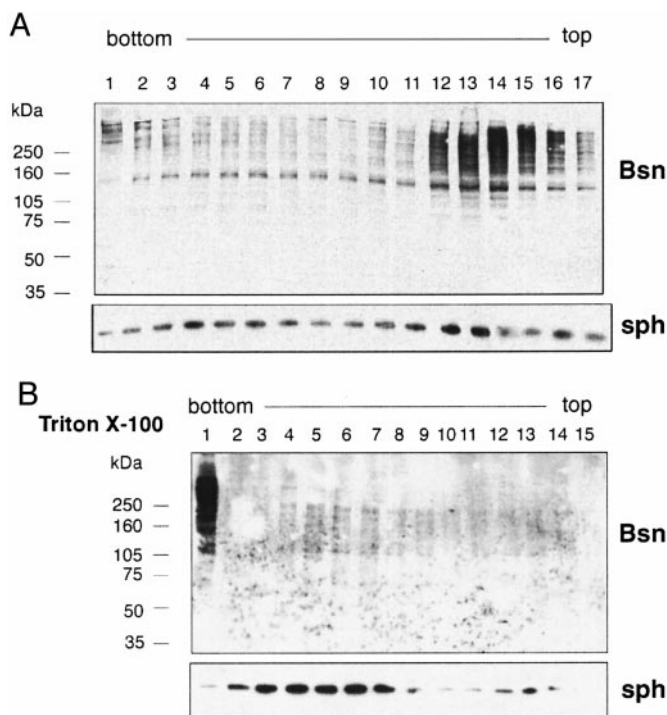 A
bottom top
1 2 3 4 5 6 7 8 9 10 11 12 13 14 15 16 17
kDa
250
160
105
75
50
35
Bsn
sph
B
Triton X-100
bottom top
1 2 3 4 5 6 7 8 9 10 11 12 13 14 15
kDa
250
160
105
75
50
35
Bsn
sph